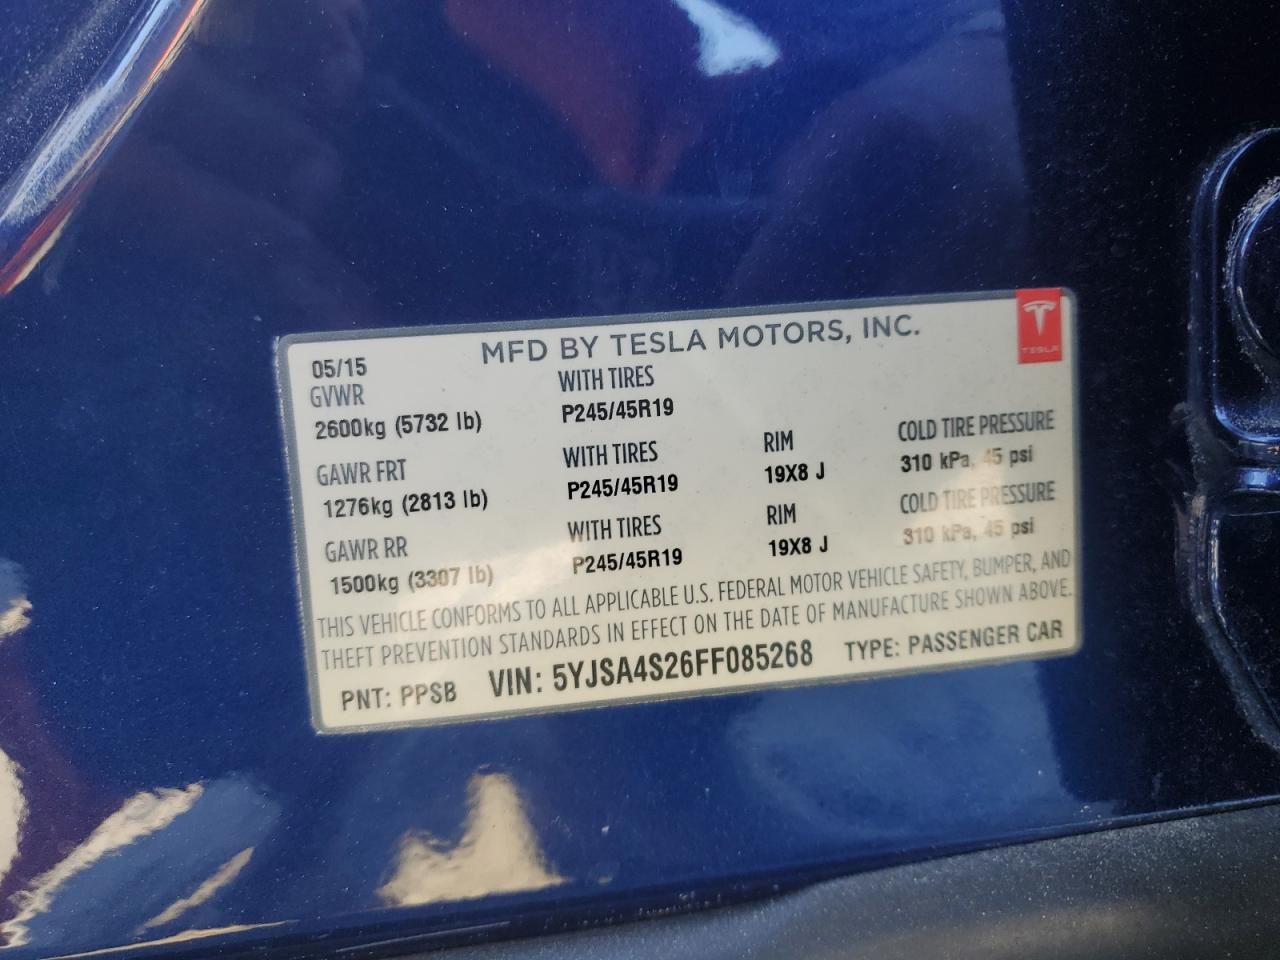 MFD BY TESLA MOTORS, INC.
TESLA
05/15
GVWR WITH TIRES
2600kg (5732 lb) P245/45R19
GAWR FRT WITH TIRES RIM COLD TIRE PRESSURE
1276kg (2813 lb) P245/45R19 19X8 J 310 kPa, 45 psi
GAWR RR WITH TIRES RIM COLD TIRE PRESSURE
1500kg (3307 lb) P245/45R19 19X8 J 310 kPa, 45 psi
THIS VEHICLE CONFORMS TO ALL APPLICABLE U.S. FEDERAL MOTOR VEHICLE SAFETY, BUMPER, AND
THEFT PREVENTION STANDARDS IN EFFECT ON THE DATE OF MANUFACTURE SHOWN ABOVE.
PNT: PPSB VIN: 5YJSA4S26FF085268 TYPE: PASSENGER CAR